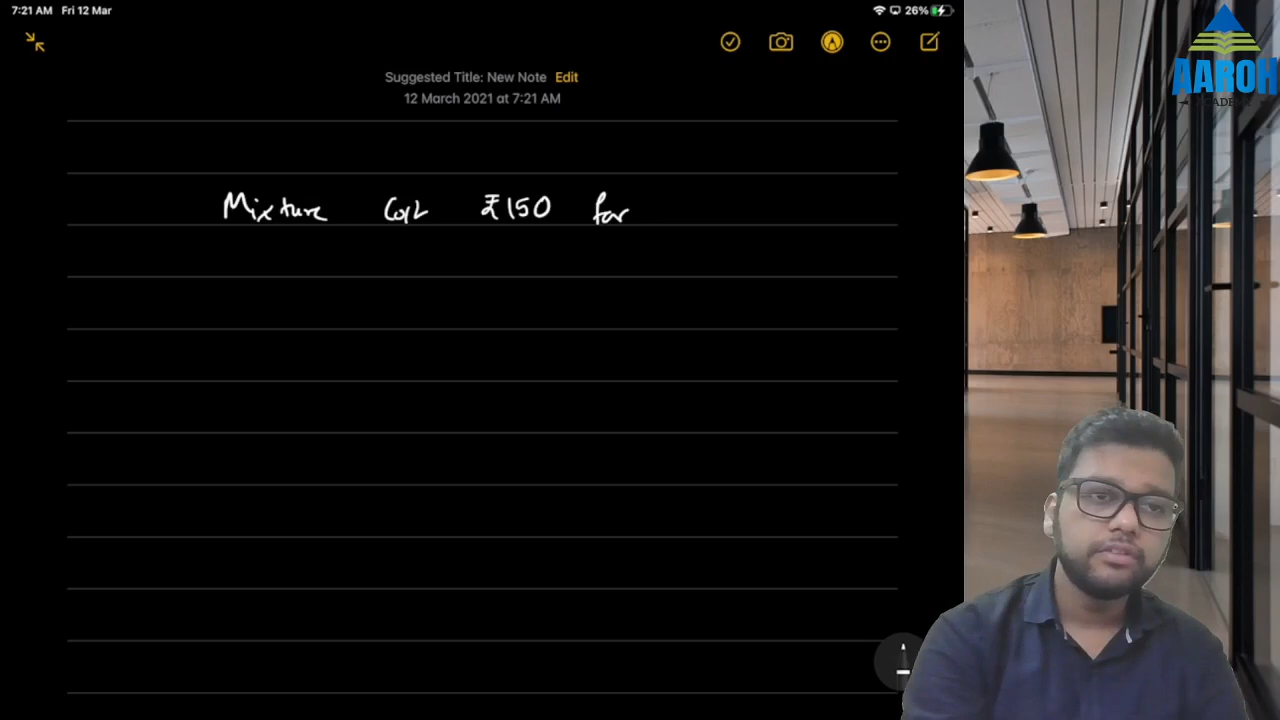 7:21 AM Fri 12 Mar
26%
Suggested Title: New Note Edit
12 March 2021 at 7:21 AM
Mixture Cost ₹150 for
AAROH
ACADEMY